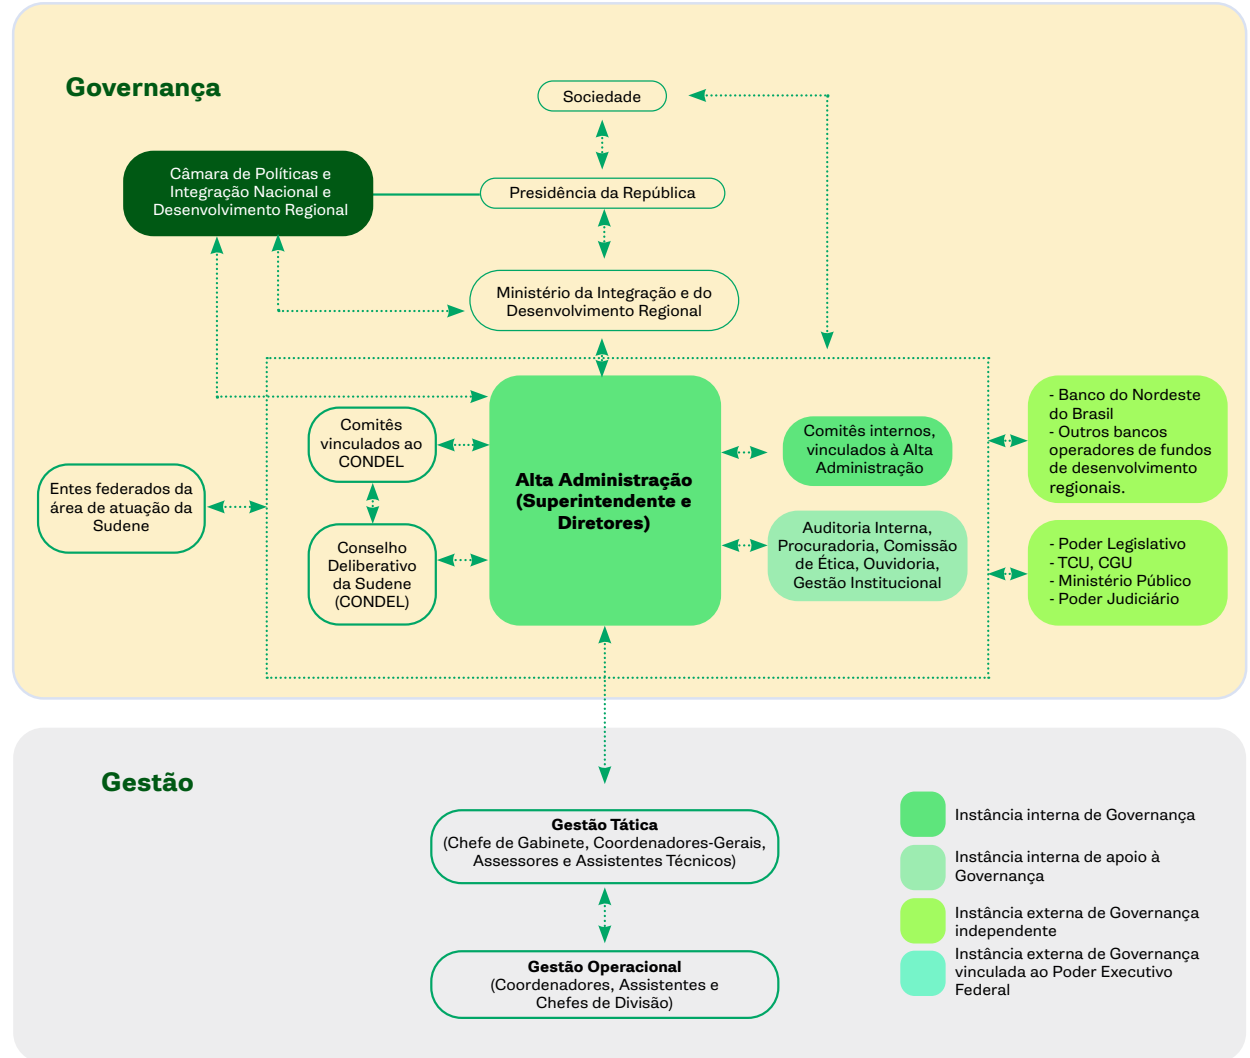 Governança
Sociedade
Câmara de Políticas e
Integração Nacional e
Desenvolvimento Regional
Presidência da República
Ministério da Integração e do
Desenvolvimento Regional
Entes federados da
área de atuação da
Sudene
Comitês
vinculados ao
CONDEL
Conselho
Deliberativo
da Sudene
(CONDEL)
Alta Administração
(Superintendente e
Diretores)
Comitês internos,
vinculados à Alta
Administração
Auditoria Interna,
Procuradoria, Comissão
de Ética, Ouvidoria,
Gestão Institucional
- Banco do Nordeste
do Brasil
- Outros bancos
operadores de fundos
de desenvolvimento
regionais.
- Poder Legislativo
- TCU, CGU
- Ministério Público
- Poder Judiciário
Gestão
Gestão Tática
(Chefe de Gabinete, Coordenadores-Gerais,
Assessores e Assistentes Técnicos)
Gestão Operacional
(Coordenadores, Assistentes e
Chefes de Divisão)
Instância interna de Governança
Instância interna de apoio à
Governança
Instância externa de Governança
independente
Instância externa de Governança
vinculada ao Poder Executivo
Federal